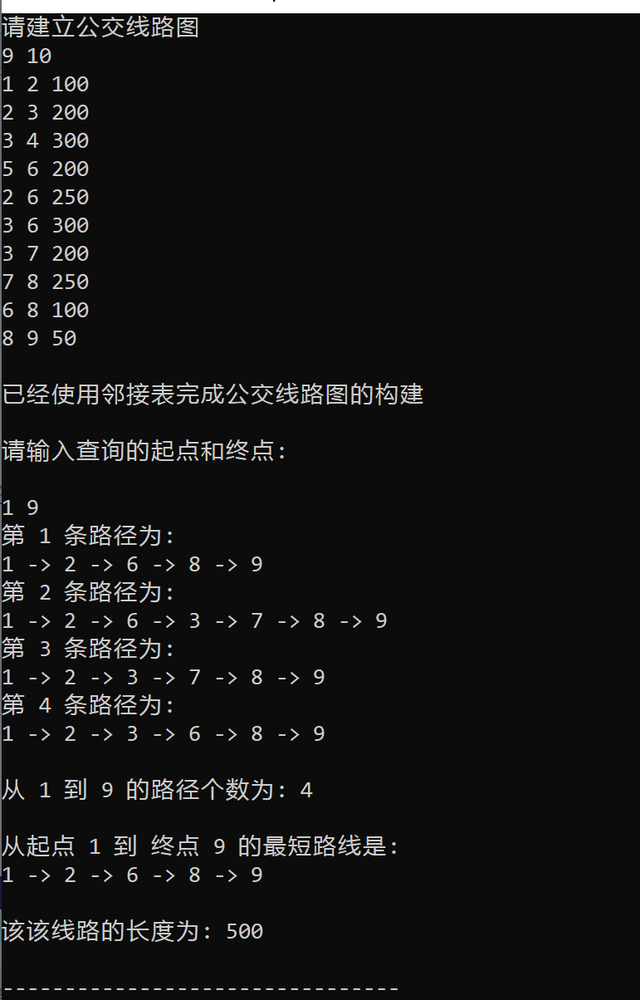 请建立公交线路图
9 10
1 2 100
2 3 200
3 4 300
5 6 200
2 6 250
3 6 300
3 7 200
7 8 250
6 8 100
8 9 50
已经使用邻接表完成公交线路图的构建
请输入查询的起点和终点:
1 9
第 1 条路径为:
1 -> 2 -> 6 -> 8 -> 9
第 2 条路径为:
1 -> 2 -> 6 -> 3 -> 7 -> 8 -> 9
第 3 条路径为:
1 -> 2 -> 3 -> 7 -> 8 -> 9
第 4 条路径为:
1 -> 2 -> 3 -> 6 -> 8 -> 9
从 1 到 9 的路径个数为: 4
从起点 1 到 终点 9 的最短路线是:
1 -> 2 -> 6 -> 8 -> 9
该该线路的长度为: 500
--------------------------------